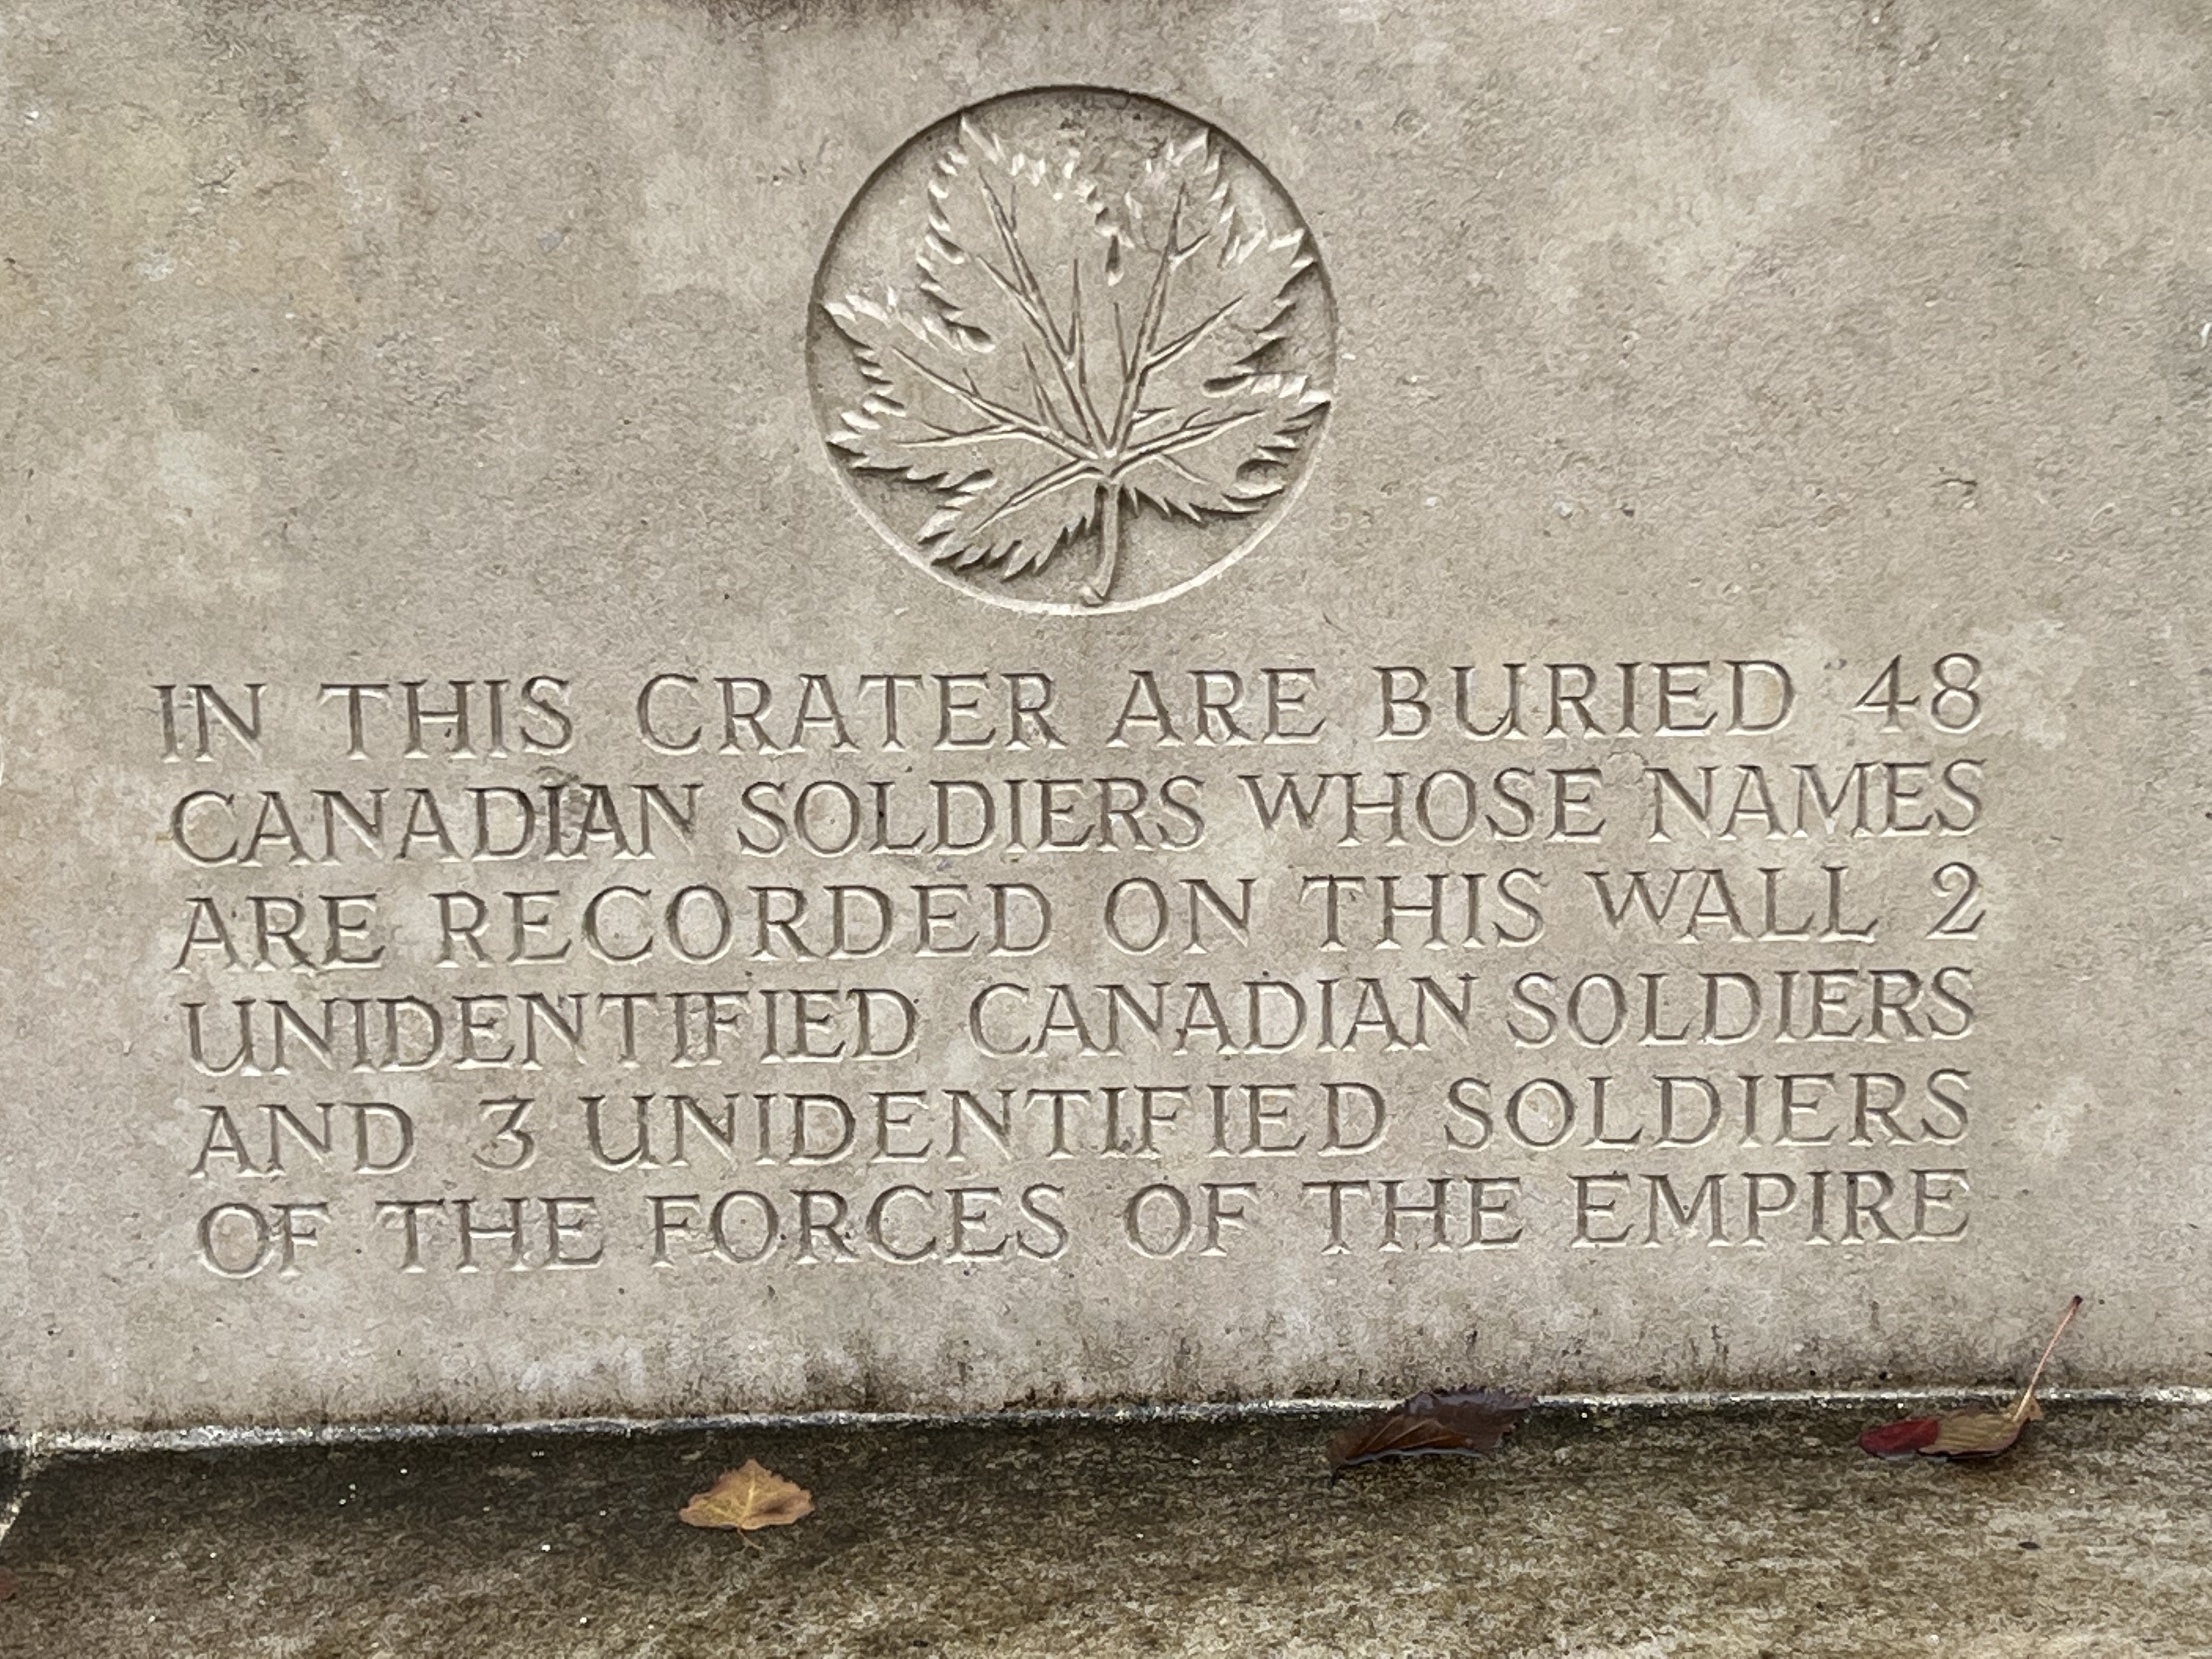 IN THIS CRATER ARE BURIED 48
CANADIAN SOLDIERS WHOSE NAMES
ARE RECORDED ON THIS WALL 2
UNIDENTIFIED CANADIAN SOLDIERS
AND 3 UNIDENTIFIED SOLDIERS
OF THE FORCES OF THE EMPIRE